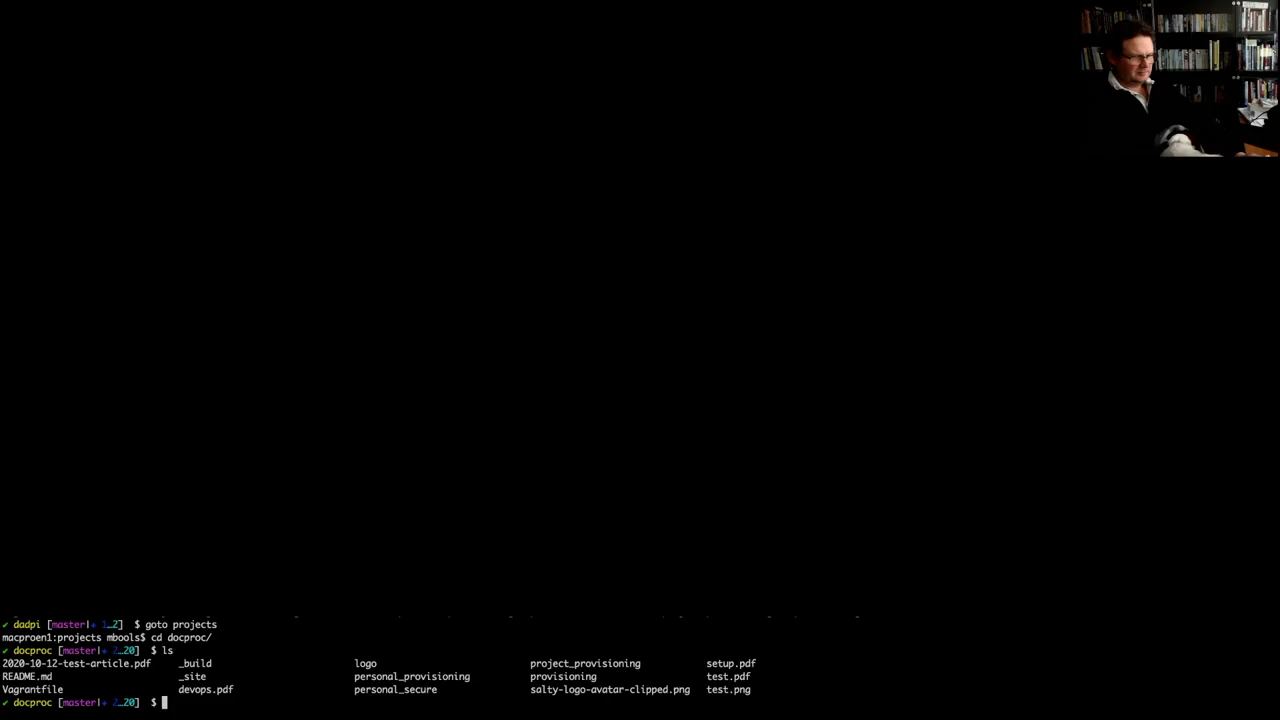 ✔ dadpi [master|+ 1…2] $ goto projects
macproen1:projects mbools$ cd docproc/
✔ docproc [master|+ 2…20] $ ls
2020-10-12-test-article.pdf _build logo project_provisioning setup.pdf
README.md _site personal_provisioning provisioning test.pdf
Vagrantfile devops.pdf personal_secure salty-logo-avatar-clipped.png test.png
✔ docproc [master|+ 2…20] $